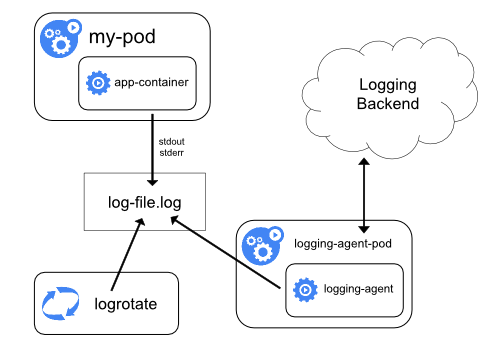 my-pod
app-container
stdout
stderr
Logging
Backend
log-file.log
logging-agent-pod
logging-agent
logrotate